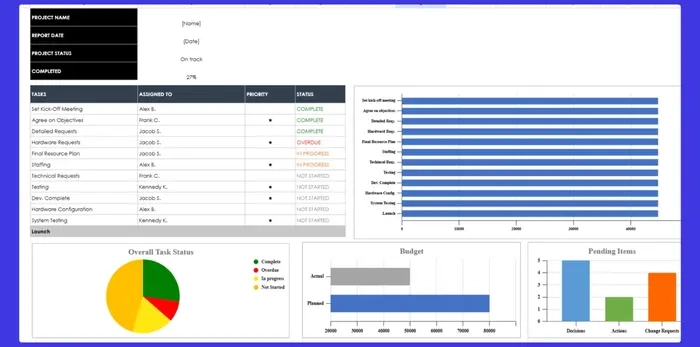 PROJECT NAME [Name]
REPORT DATE [Date]
PROJECT STATUS On track
COMPLETED 27%
TASKS ASSIGNED TO PRIORITY STATUS
Set Kick-Off Meeting Alex B. COMPLETE
Agree on Objectives Frank C. • COMPLETE
Detailed Requests Jacob S. COMPLETE
Hardware Requests Jacob S. • OVERDUE
Final Resource Plan Jacob S. IN PROGRESS
Staffing Alex B. • IN PROGRESS
Technical Requests Frank C. NOT STARTED
Testing Kennedy K. • NOT STARTED
Dev. Complete Jacob S. • NOT STARTED
Hardware Configuration Alex B. NOT STARTED
System Testing Kennedy K. • NOT STARTED
Launch
Set kick-off meeting
Agree on objectives
Detailed Req.
Hardware Req.
Final Resource Plan
Staffing
Technical Req.
Testing
Dev. Complete
Hardware Config.
System Testing
Launch
0 10000 20000 30000 40000
Overall Task Status
Complete
Overdue
In progress
Not Started
Budget
Actual
Planned
20000 30000 40000 50000 60000 70000 80000 90000
Pending Items
5
4
3
2
1
Decisions Actions Change Requests